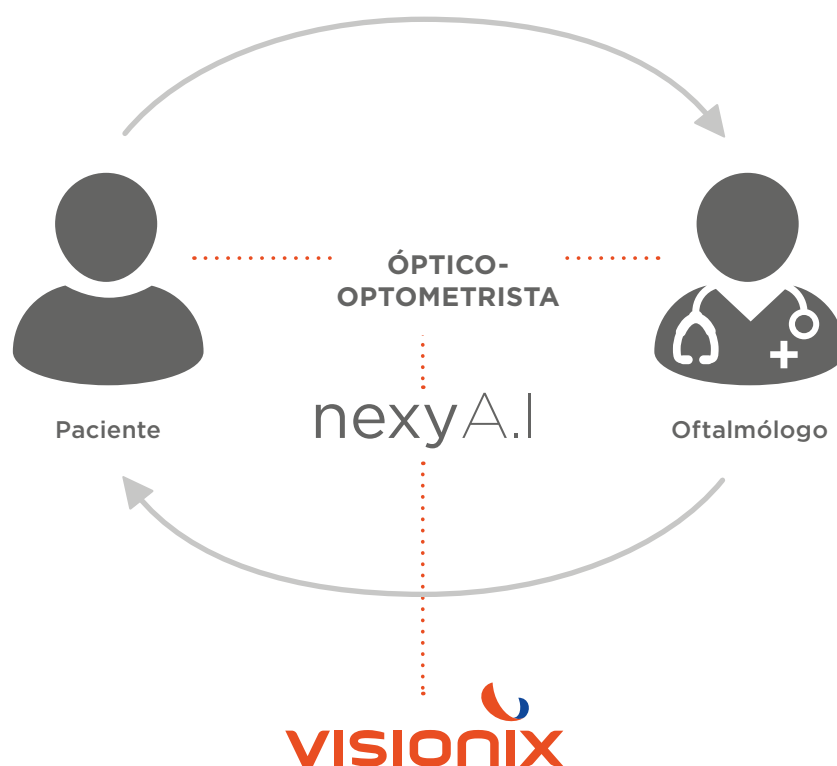 ÓPTICO-
OPTOMETRISTA
Paciente
nexyA.I
Oftalmólogo
VISIONIX